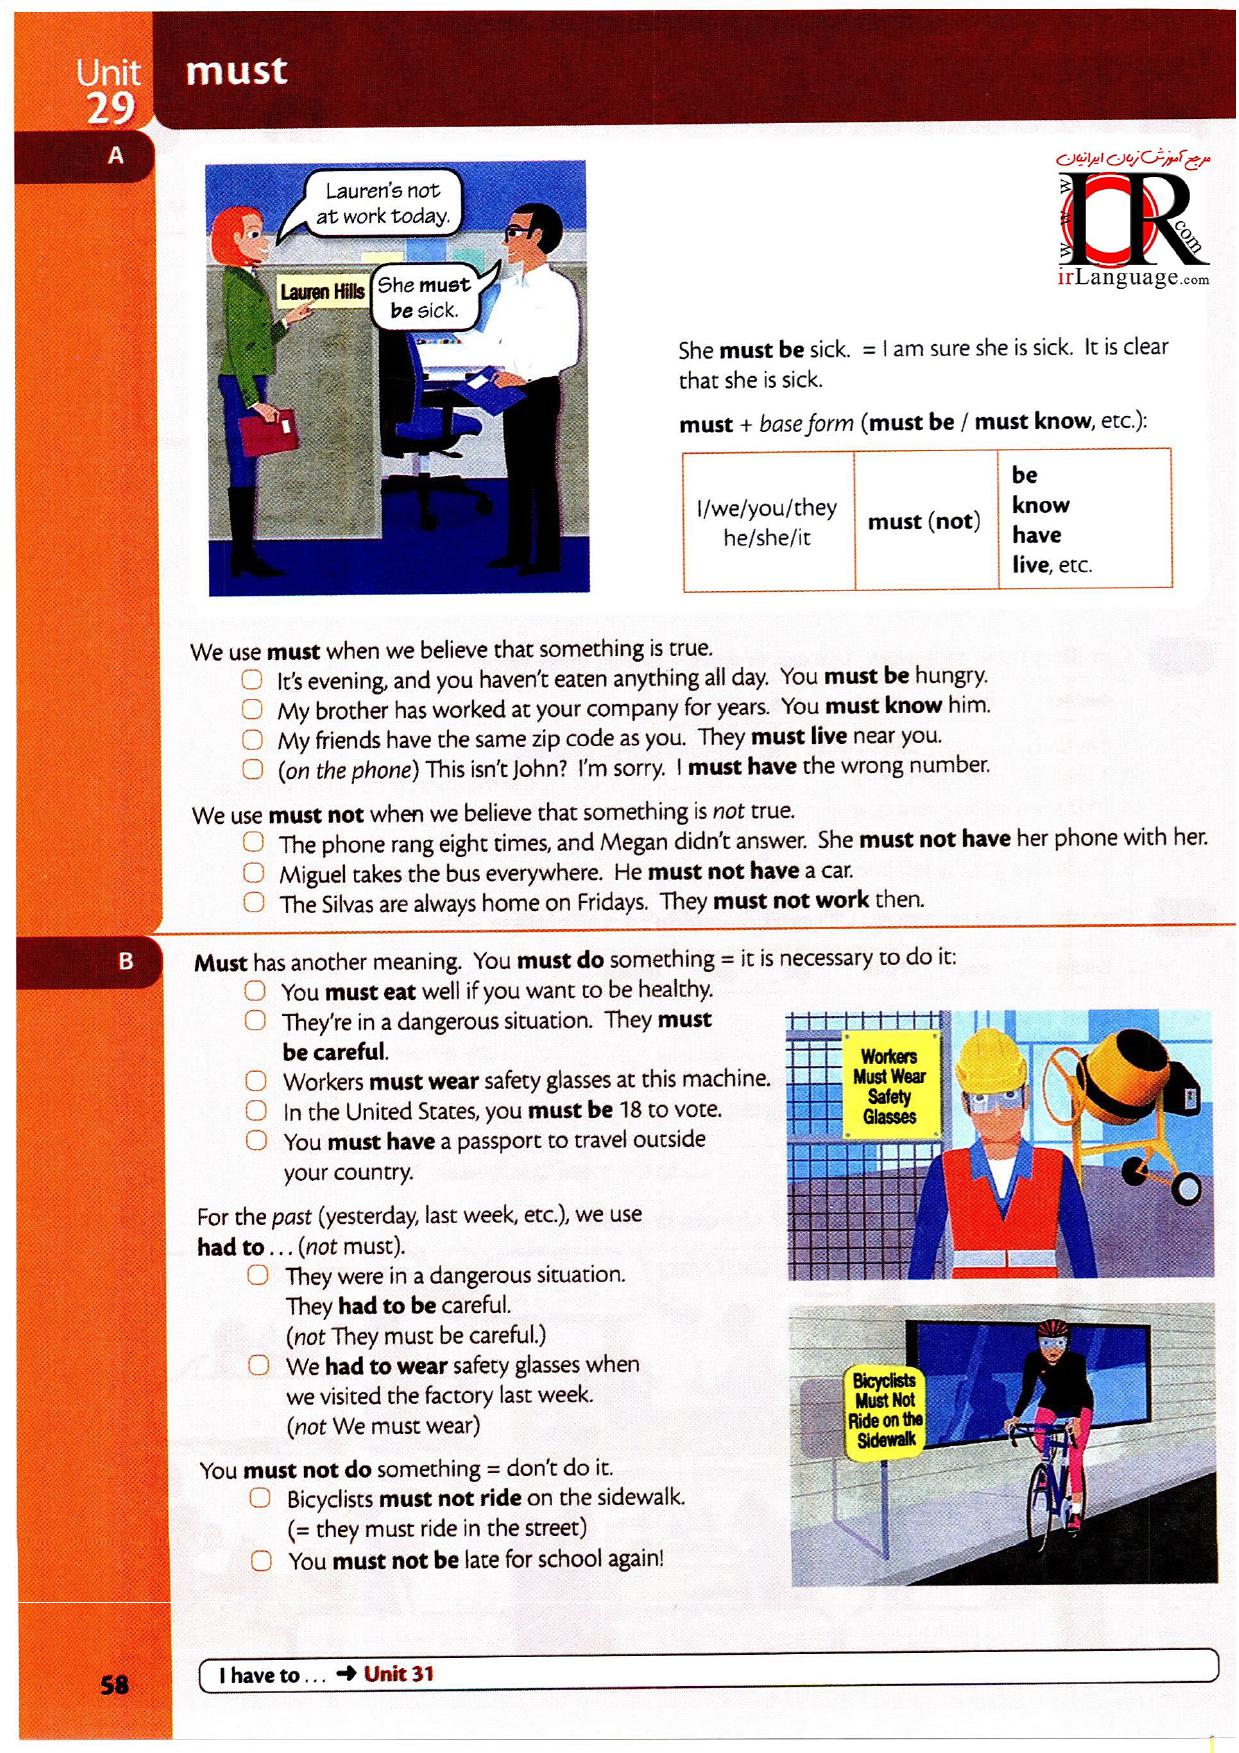 Unit
29
must
A
مرجع آموزش زبان ایرانیان
www
IR
.com
irLanguage.com
Lauren's not
at work today.
Lauren Hills
She must
be sick.
She must be sick. = I am sure she is sick. It is clear
that she is sick.
must + base form (must be / must know, etc.):
I/we/you/they
he/she/it
must (not)
be
know
have
live, etc.
We use must when we believe that something is true.
It's evening, and you haven't eaten anything all day. You must be hungry.
My brother has worked at your company for years. You must know him.
My friends have the same zip code as you. They must live near you.
(on the phone) This isn't John? I'm sorry. I must have the wrong number.
We use must not when we believe that something is not true.
The phone rang eight times, and Megan didn't answer. She must not have her phone with her.
Miguel takes the bus everywhere. He must not have a car.
The Silvas are always home on Fridays. They must not work then.
B
Must has another meaning. You must do something = it is necessary to do it:
You must eat well if you want to be healthy.
They're in a dangerous situation. They must
be careful.
Workers must wear safety glasses at this machine.
In the United States, you must be 18 to vote.
You must have a passport to travel outside
your country.
Workers
Must Wear
Safety
Glasses
For the past (yesterday, last week, etc.), we use
had to ... (not must).
They were in a dangerous situation.
They had to be careful.
(not They must be careful.)
We had to wear safety glasses when
we visited the factory last week.
(not We must wear)
Bicyclists
Must Not
Ride on the
Sidewalk
You must not do something = don't do it.
Bicyclists must not ride on the sidewalk.
(= they must ride in the street)
You must not be late for school again!
58
I have to ... ➜ Unit 31